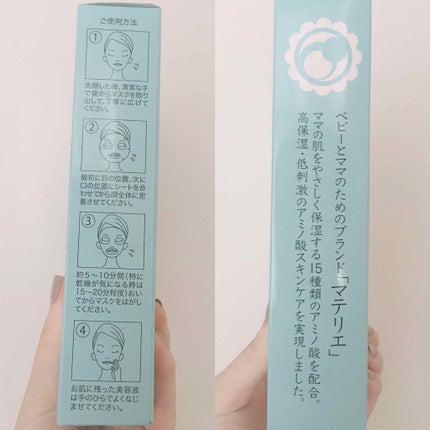 ご使用方法
1
洗顔した後、清潔な手
で袋からマスクを取り
出して、丁寧に広げて
ください。
2
最初に目の位置、次に
口の位置にシートを合
わせてから顔全体に密
着させてください。
3
約5～10分間(特に
乾燥が気になる時は
15～20分程度)おい
てからマスクをはがし
てください。
4
お肌に残った美容液
は手のひらでよくなじ
ませてください。
ベビーとママのためのブランド「マテリエ」
ママの肌をやさしく保湿する15種類のアミノ酸を配合。
高保湿・低刺激のアミノ酸スキンケアを実現しました。